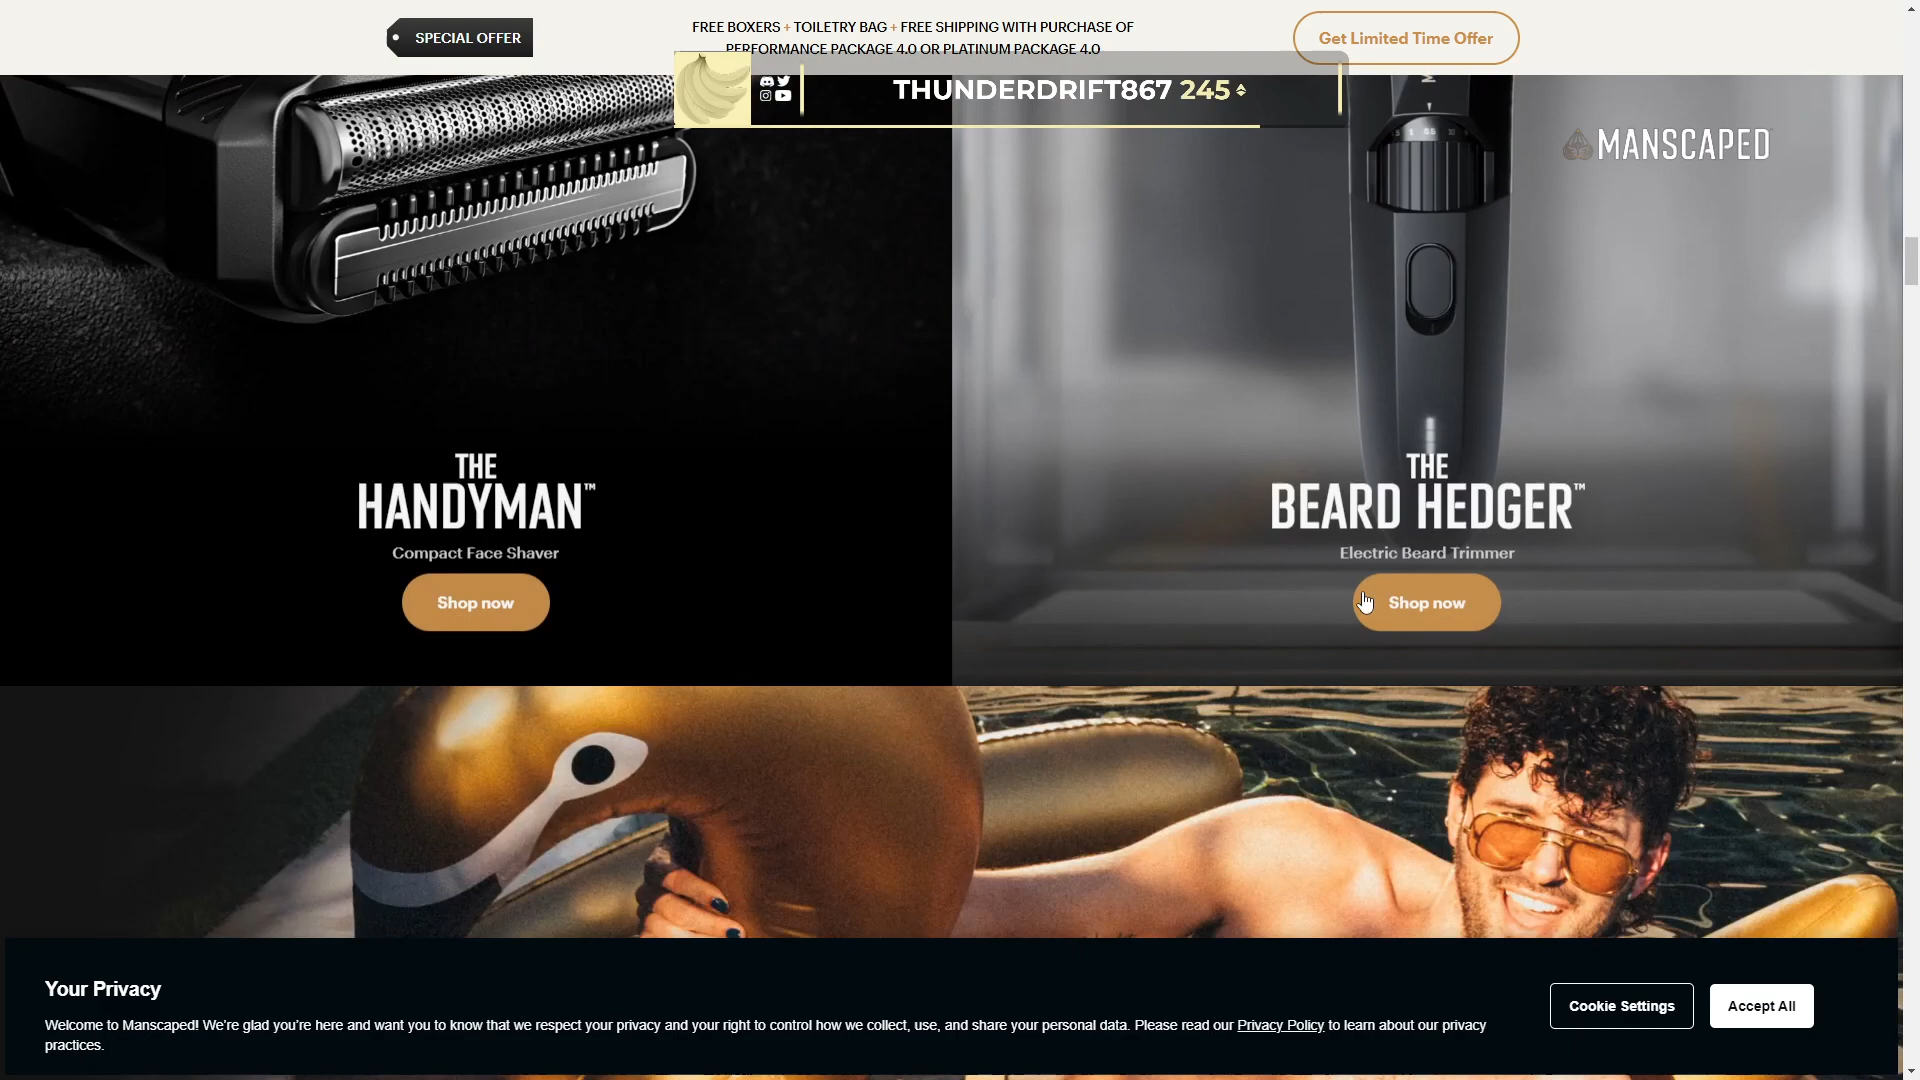 SPECIAL OFFER
FREE BOXERS + TOILETRY BAG + FREE SHIPPING WITH PURCHASE OF
PERFORMANCE PACKAGE 4.0 OR PLATINUM PACKAGE 4.0
Get Limited Time Offer
THUNDERDRIFT867 245
MANSCAPED
THE
HANDYMAN™
Compact Face Shaver
Shop now
THE
BEARD HEDGER™
Electric Beard Trimmer
Shop now
Your Privacy
Welcome to Manscaped! We're glad you're here and want you to know that we respect your privacy and your right to control how we collect, use, and share your personal data. Please read our Privacy Policy to learn about our privacy
practices.
Cookie Settings
Accept All